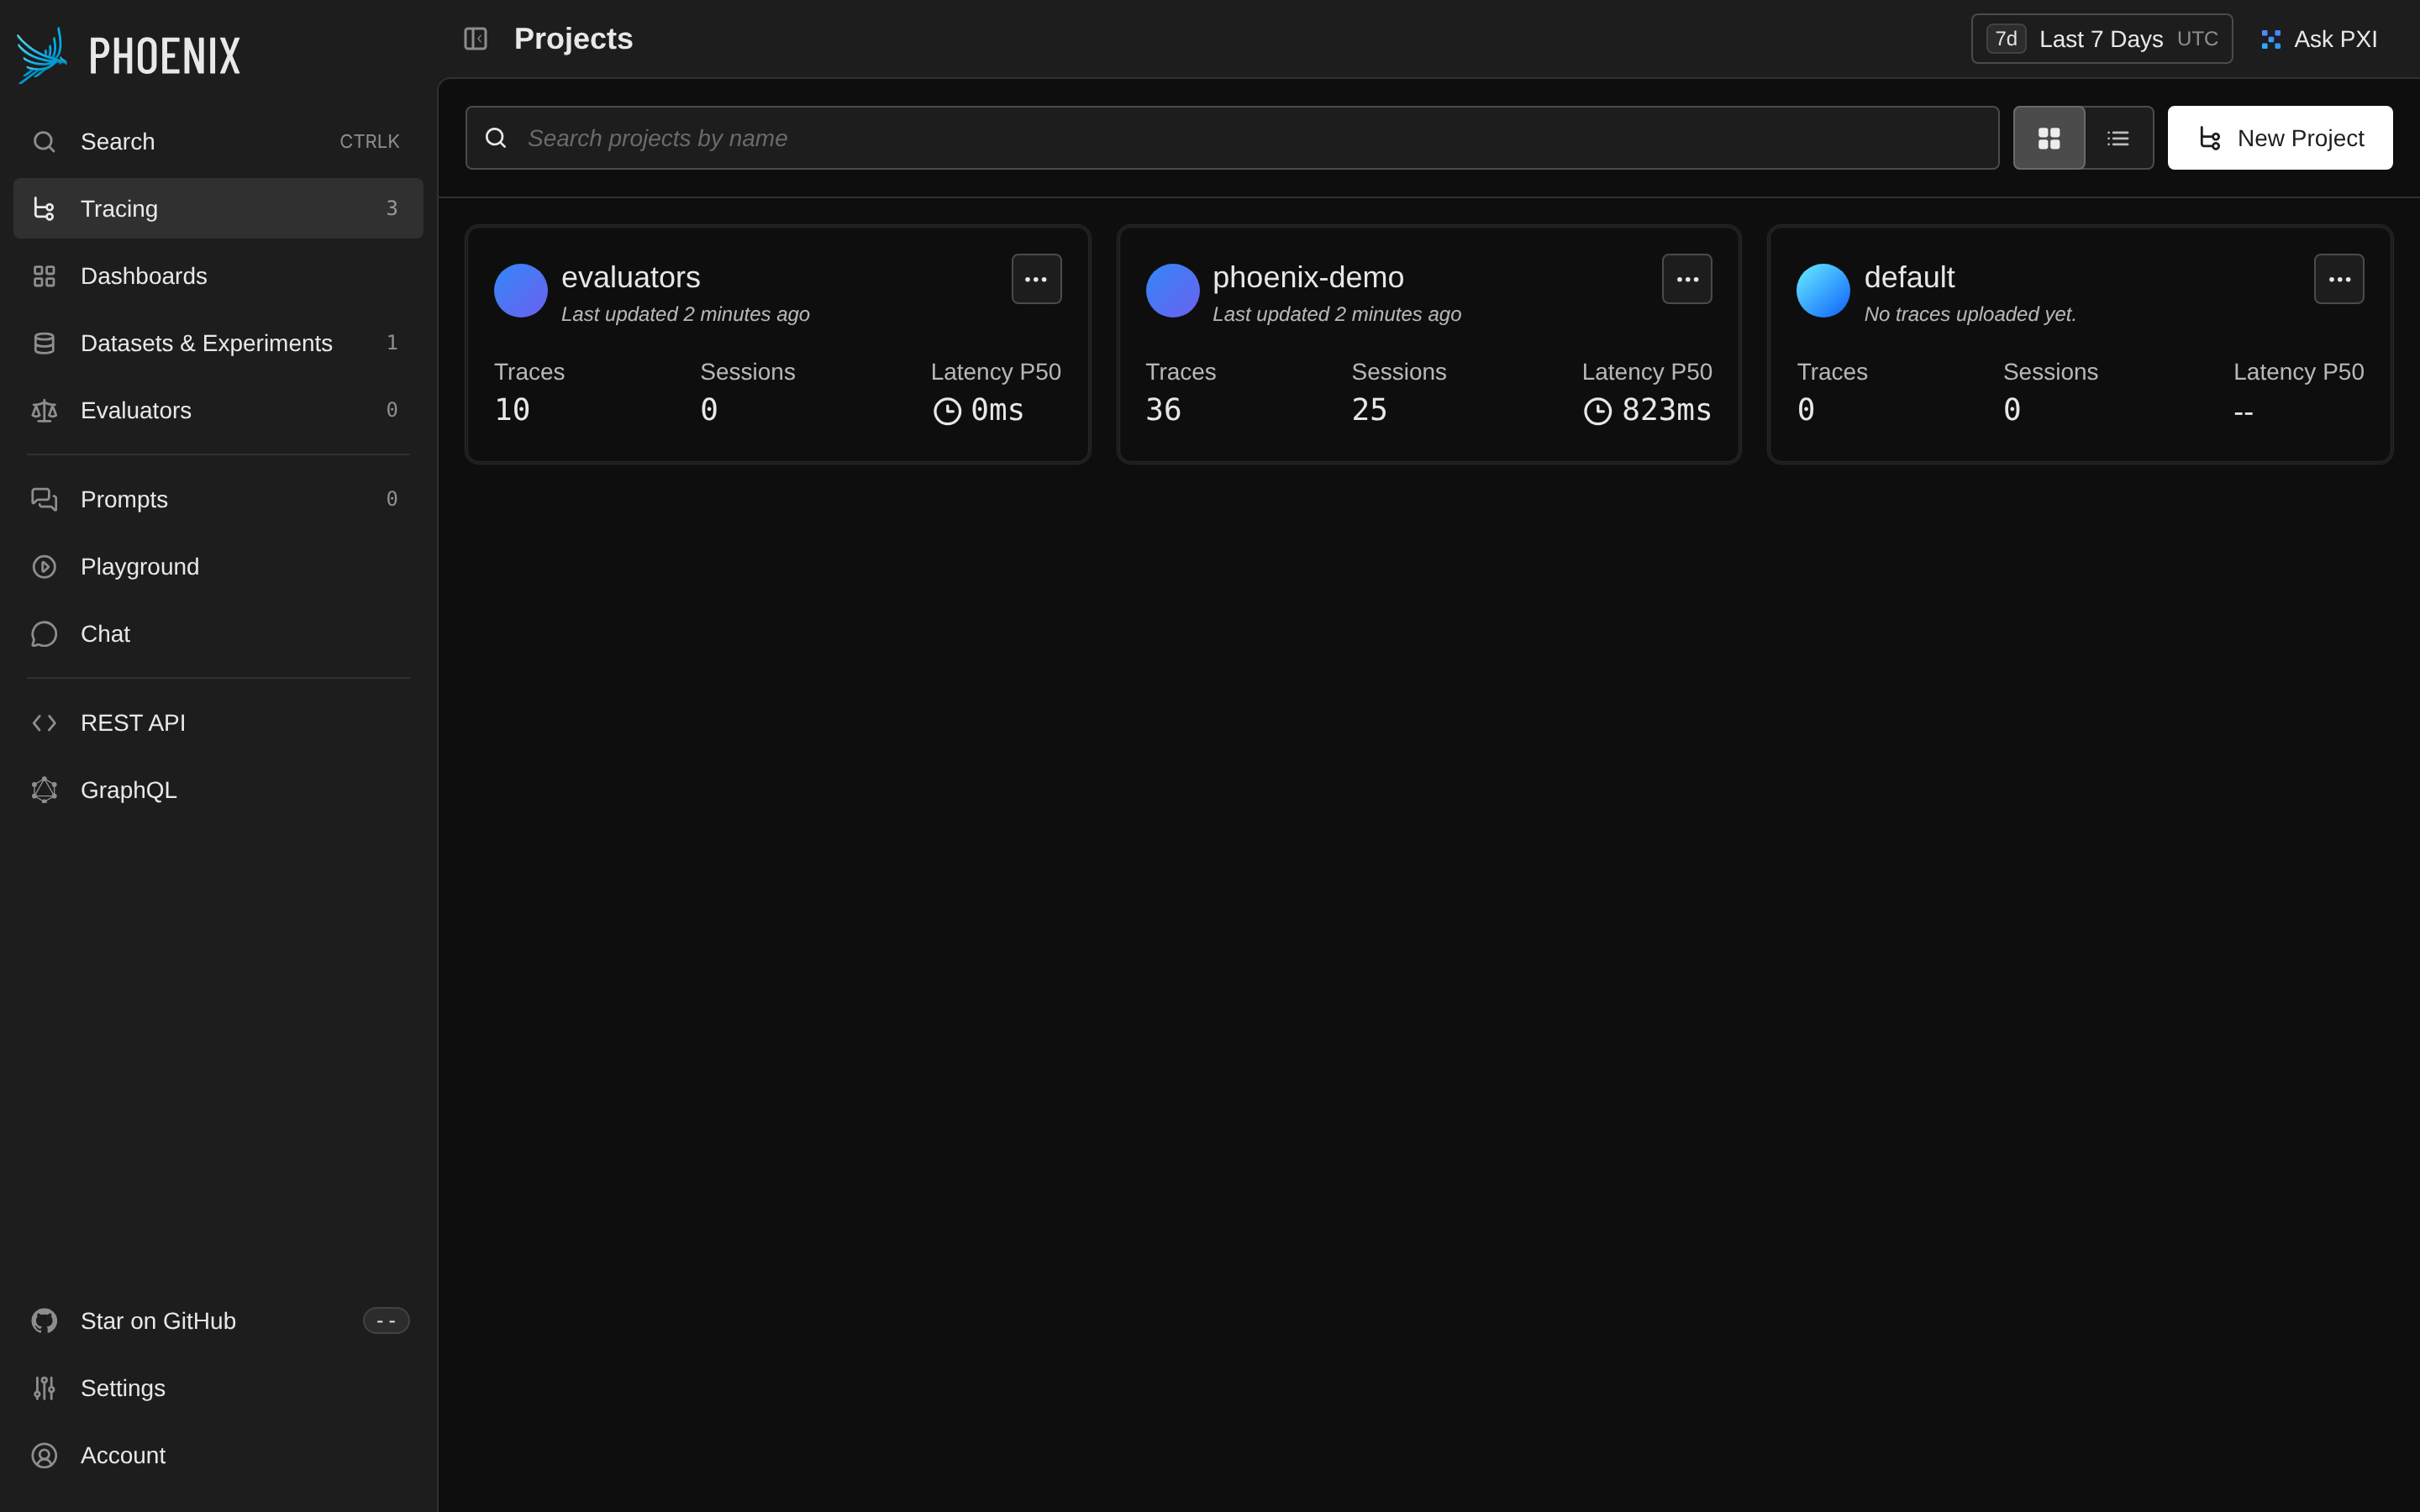 PHOENIX
Search CTRLK
Tracing 3
Dashboards
Datasets & Experiments 1
Evaluators 0
Prompts 0
Playground
Chat
REST API
GraphQL
Star on GitHub --
Settings
Account
Projects
7d Last 7 Days UTC
Ask PXI
Search projects by name
New Project
evaluators
Last updated 2 minutes ago
Traces Sessions Latency P50
10 0 0ms
phoenix-demo
Last updated 2 minutes ago
Traces Sessions Latency P50
36 25 823ms
default
No traces uploaded yet.
Traces Sessions Latency P50
0 0 --